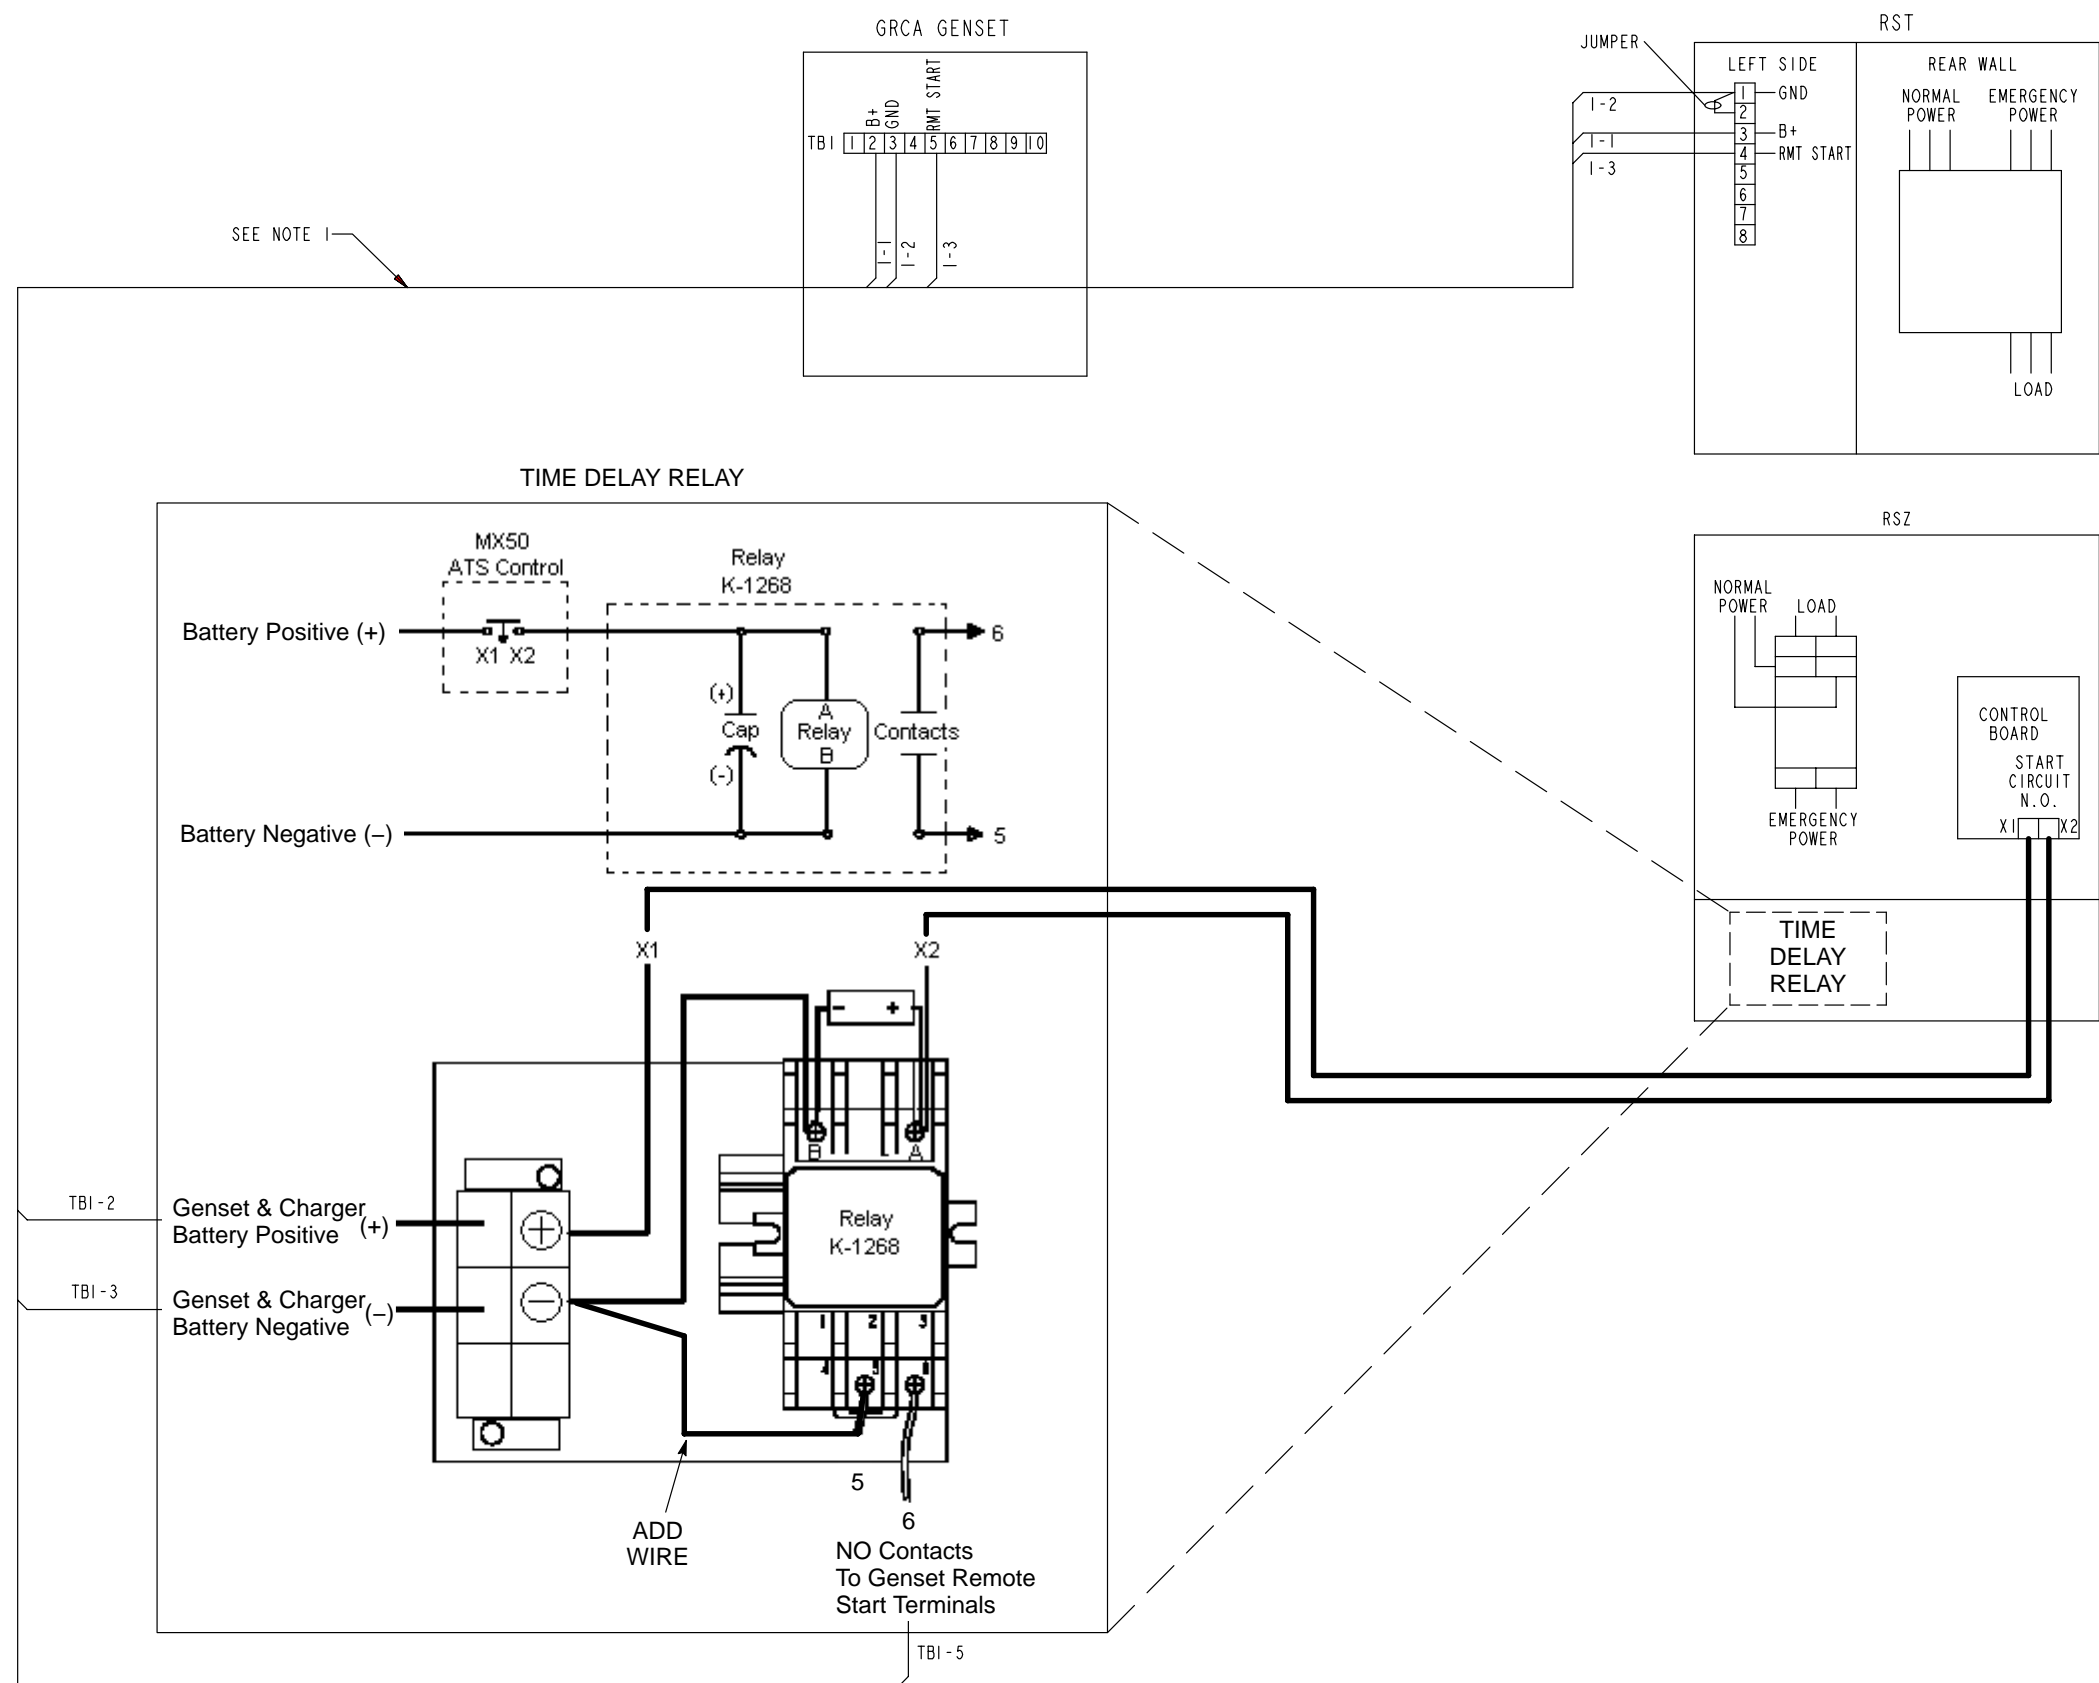 GRCA GENSET
TB1
1 2 3 4 5 6 7 8 9 10
B+
GND
RMT START
1-1
1-2
1-3
SEE NOTE 1
RST
JUMPER
LEFT SIDE
REAR WALL
1-2
1-1
1-3
1
2
3
4
5
6
7
8
GND
B+
RMT START
NORMAL
POWER
EMERGENCY
POWER
LOAD
TIME DELAY RELAY
MX50
ATS Control
Relay
K-1268
Battery Positive (+)
X1 X2
6
(+)
Cap
(-)
A
Relay
B
Contacts
Battery Negative (–)
5
RSZ
NORMAL
POWER
LOAD
EMERGENCY
POWER
CONTROL
BOARD
START
CIRCUIT
N.O.
X1
X2
TIME
DELAY
RELAY
X1
X2
- +
B
A
TB1-2
Genset & Charger
Battery Positive
(+)
+
TB1-3
Genset & Charger
Battery Negative
(–)
−
Relay
K-1268
1 2 3
4 5 6
5
6
ADD
WIRE
NO Contacts
To Genset Remote
Start Terminals
TB1-5